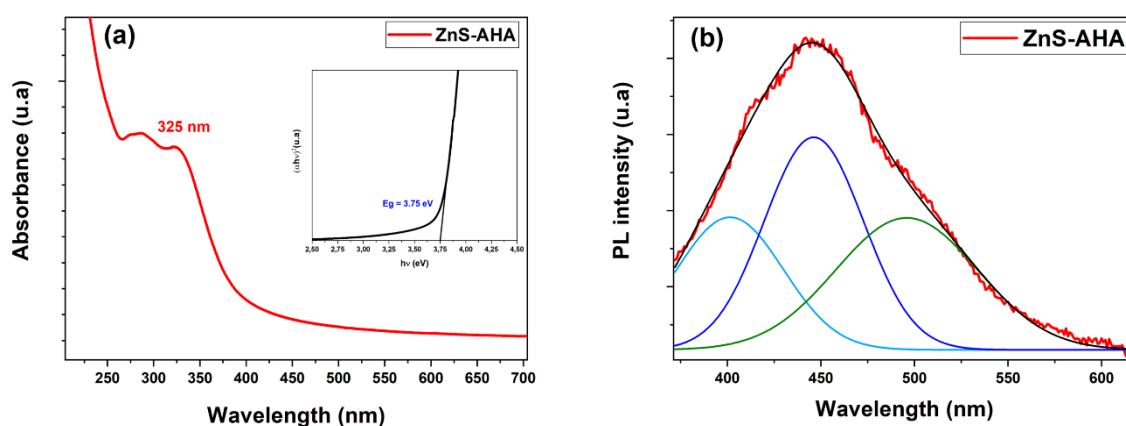 (a)
ZnS-AHA
325 nm
Absorbance (u.a)
(αhν)²(u.a)
Eg = 3.75 eV
2,50 2,75 3,00 3,25 3,50 3,75 4,00 4,25 4,50
hν (eV)
250 300 350 400 450 500 550 600 650 700
Wavelength (nm)
(b)
ZnS-AHA
PL intensity (u.a)
400 450 500 550 600
Wavelength (nm)